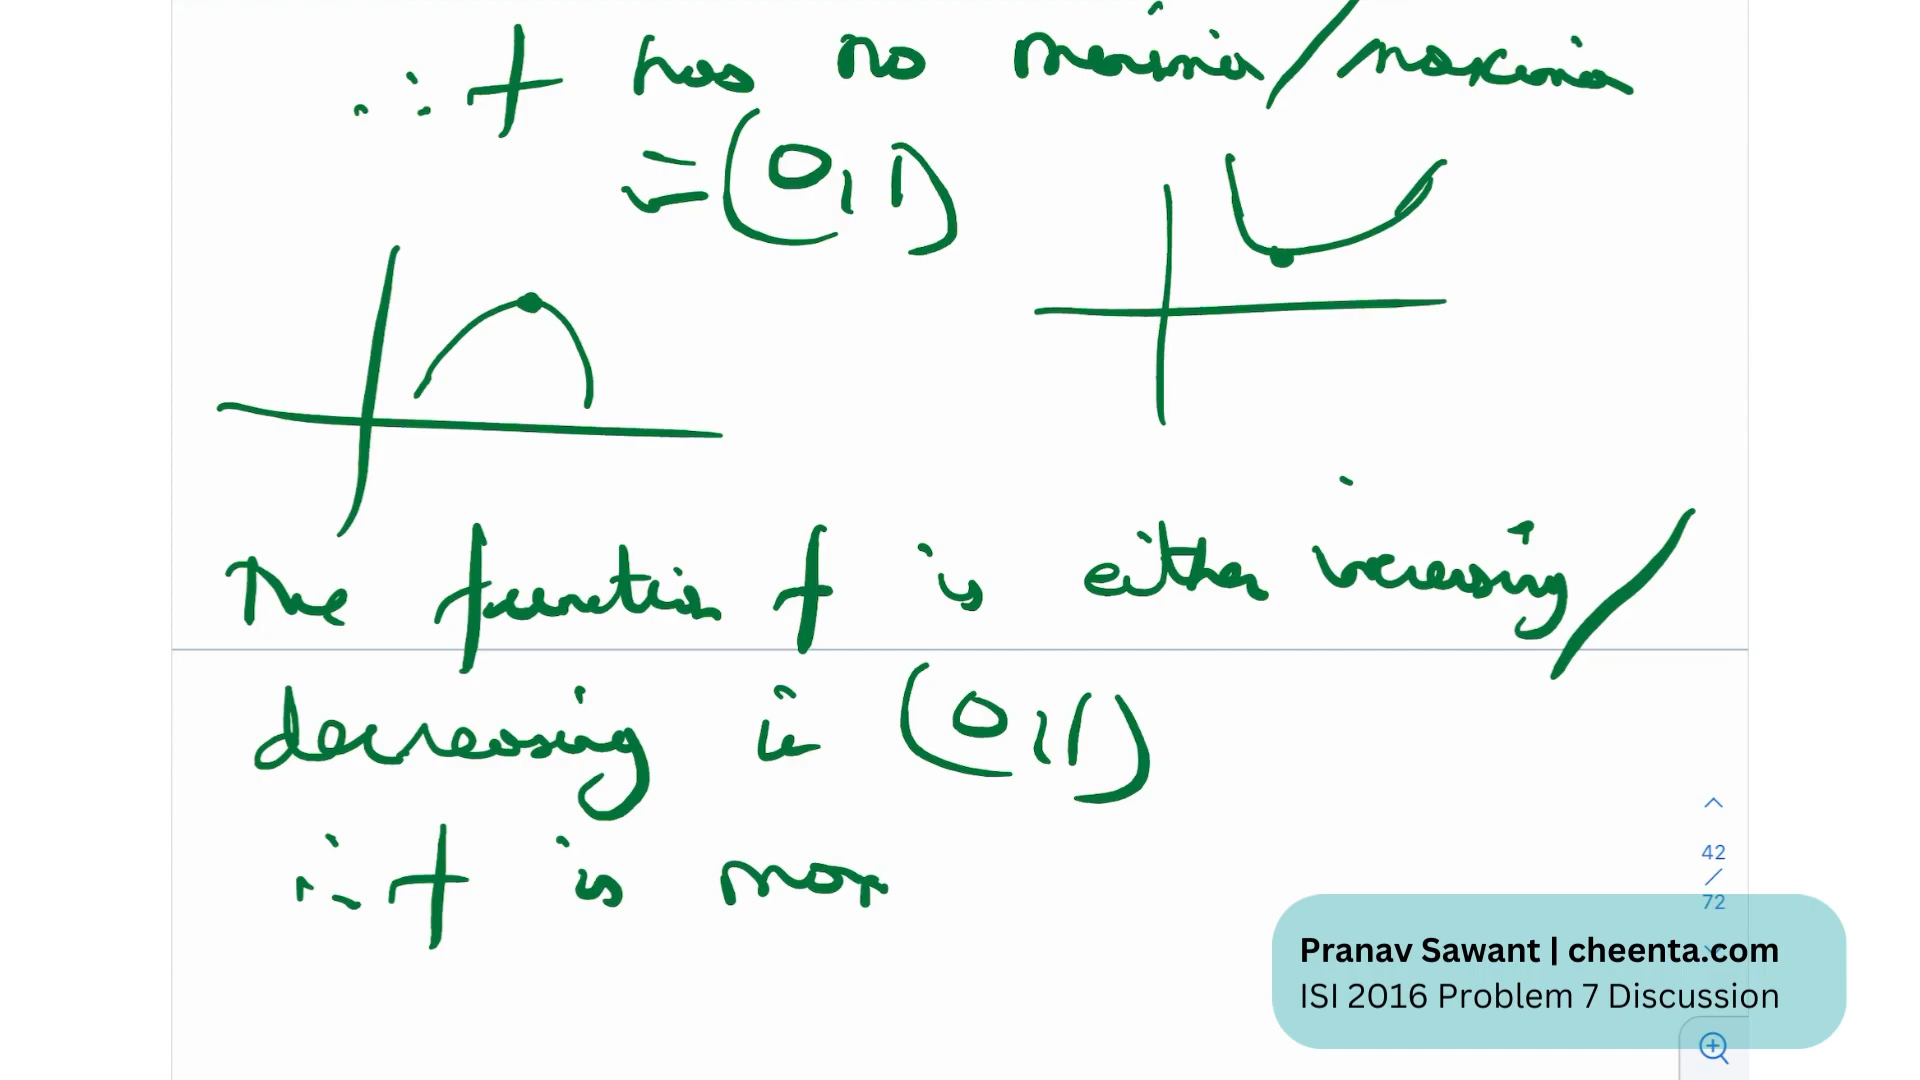 ∴ f has no minima/maxima
= (0,1)
The function f is either increasing/
decreasing in (0,1)
∴ f is mon
42
/
72
Pranav Sawant | cheenta.com
ISI 2016 Problem 7 Discussion